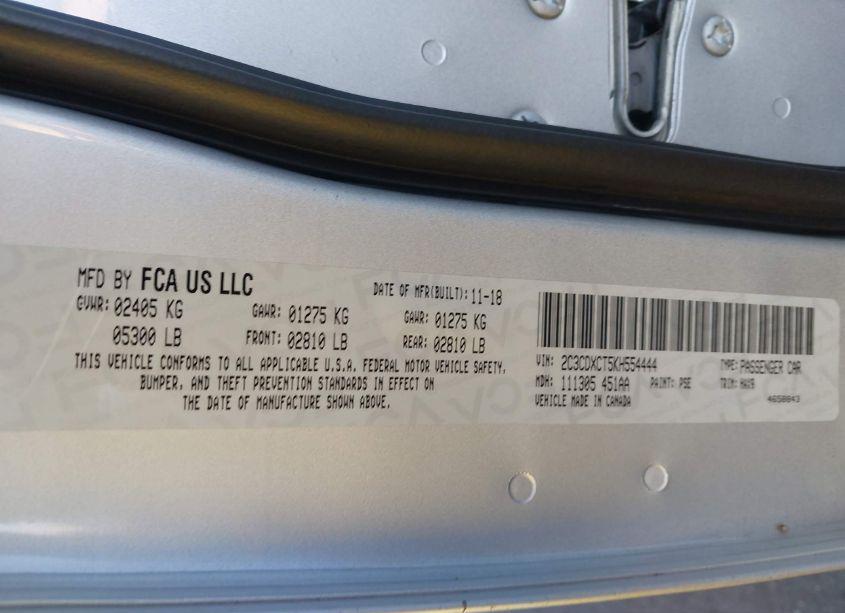 MFD BY FCA US LLC
DATE OF MFR(BUILT): 11-18
GVWR: 02405 KG
GAWR: 01275 KG
GAWR: 01275 KG
05300 LB
FRONT: 02810 LB
REAR: 02810 LB
THIS VEHICLE CONFORMS TO ALL APPLICABLE U.S.A. FEDERAL MOTOR VEHICLE SAFETY,
BUMPER, AND THEFT PREVENTION STANDARDS IN EFFECT ON
THE DATE OF MANUFACTURE SHOWN ABOVE.
VIN: 2C3CDXCT5KH554444
TYPE: PASSENGER CAR
MDH: 111305 451AA
PAINT: PSE
TRIM: HAX9
VEHICLE MADE IN CANADA
4658843